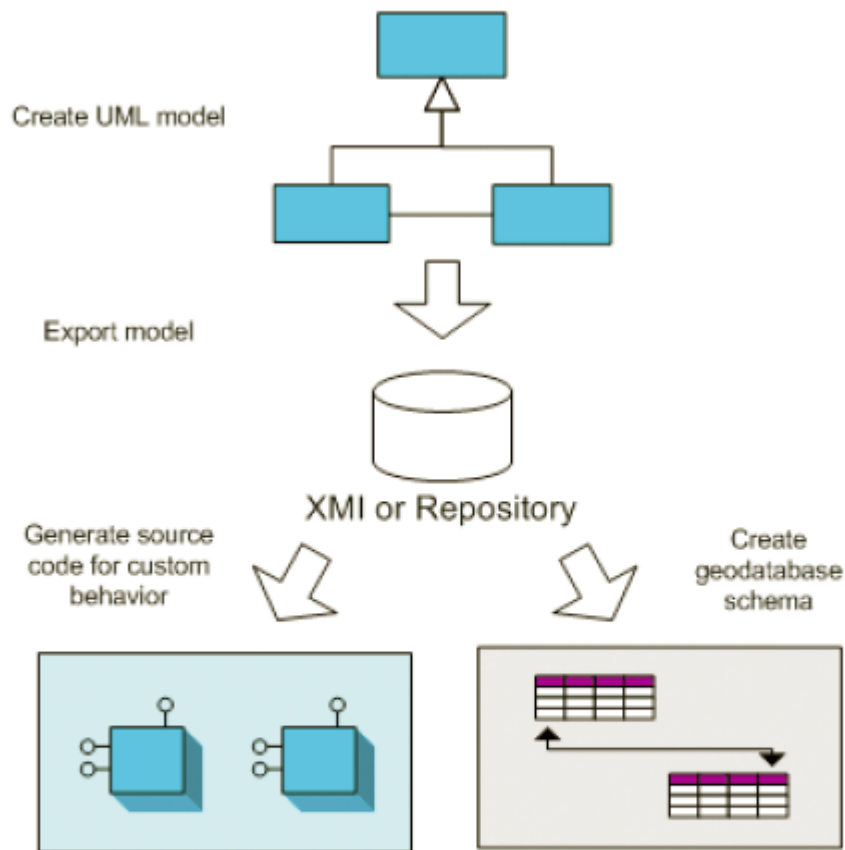 Create UML model
Export model
XMI or Repository
Generate source
code for custom
behavior
Create
geodatabase
schema